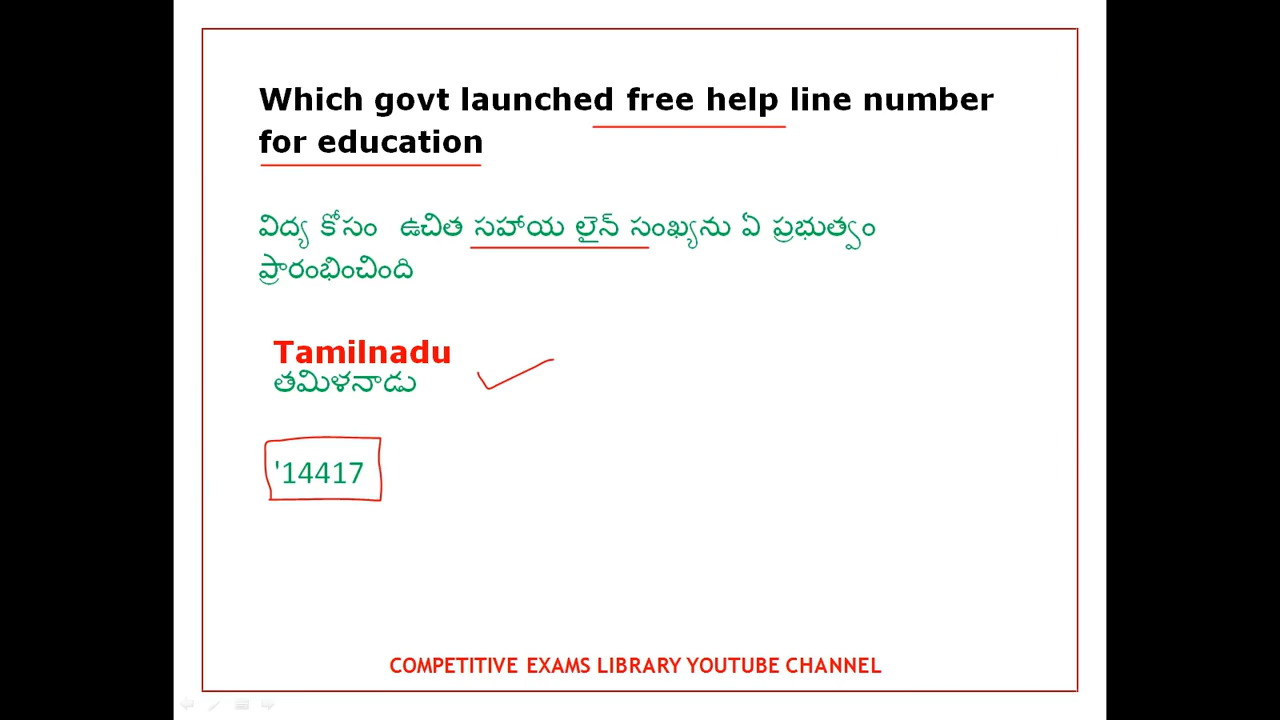 Which govt launched free help line number
for education
విద్య కోసం ఉచిత సహాయ లైన్ సంఖ్యను ఏ ప్రభుత్వం
ప్రారంభించింది
Tamilnadu
తమిళనాడు
'14417
COMPETITIVE EXAMS LIBRARY YOUTUBE CHANNEL